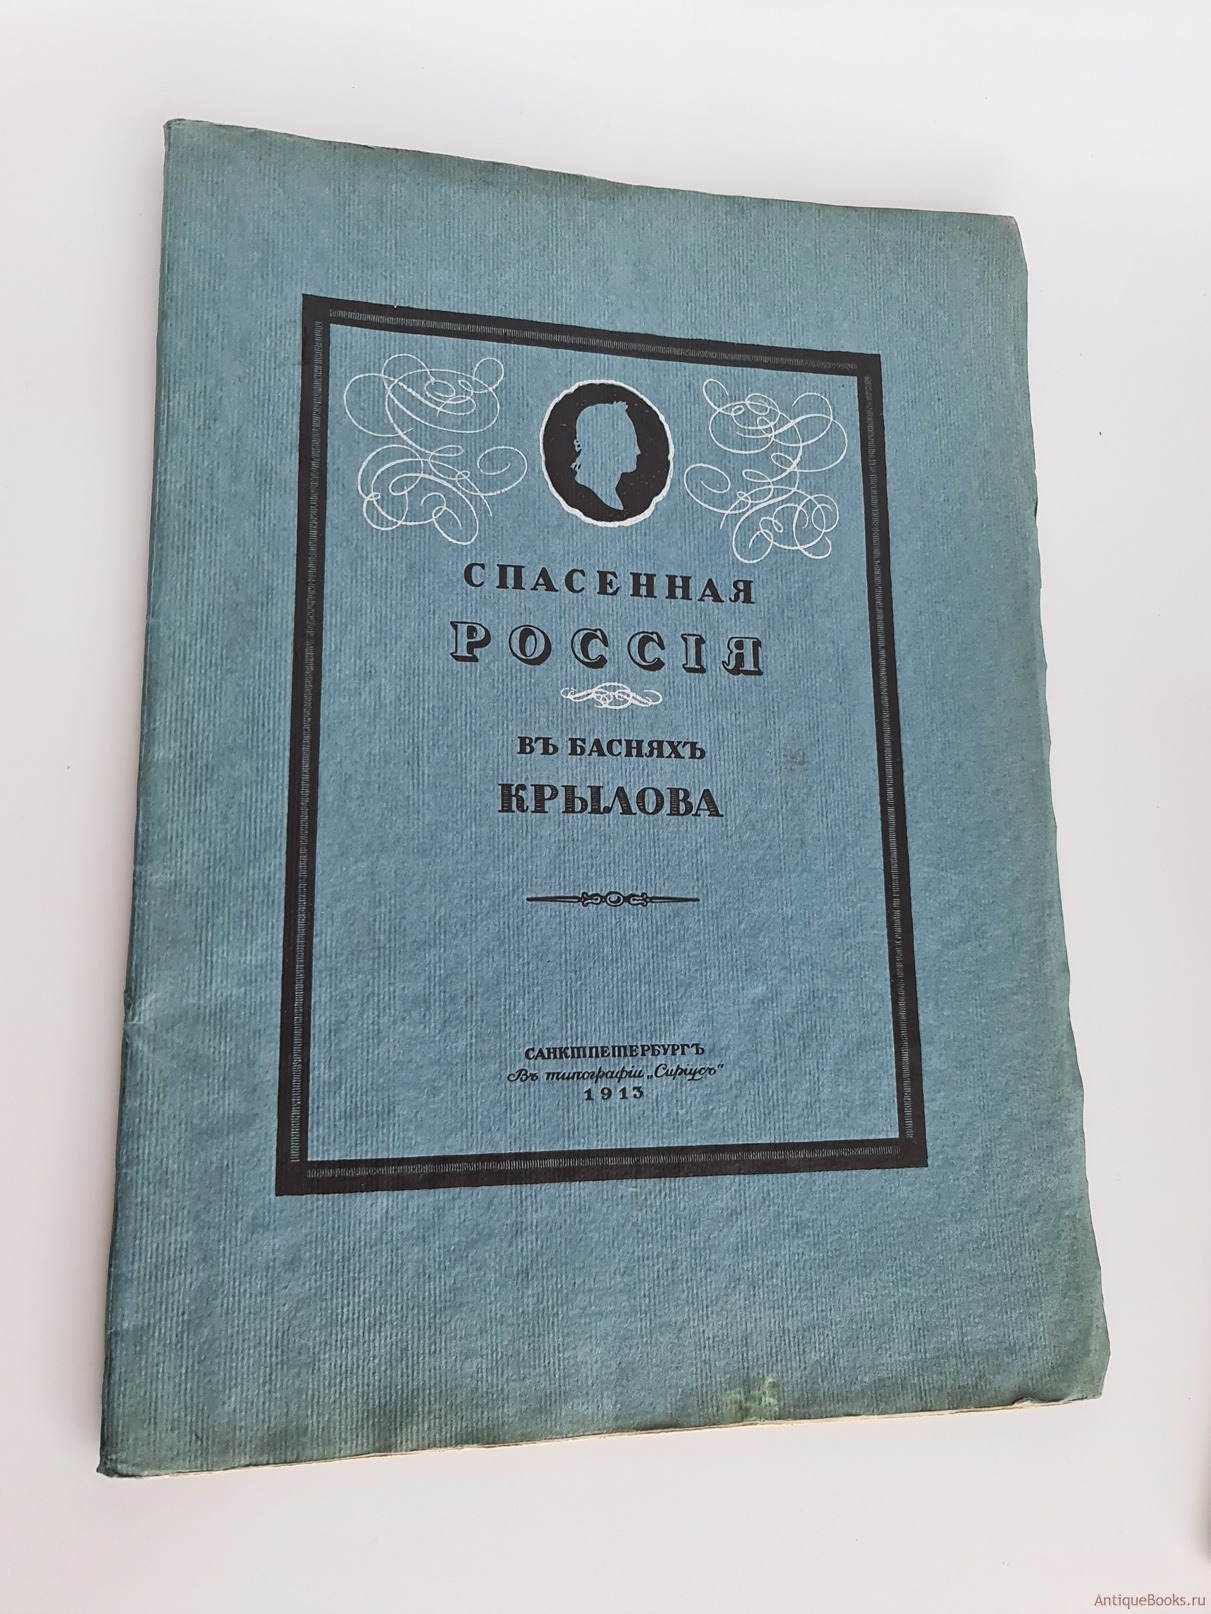 СПАСЕННАЯ
РОССІЯ
ВЪ БАСНЯХЪ
КРЫЛОВА
САНКТПЕТЕРБУРГЪ
Въ типографіи „Сиріусъ“
1913
AntiqueBooks.ru